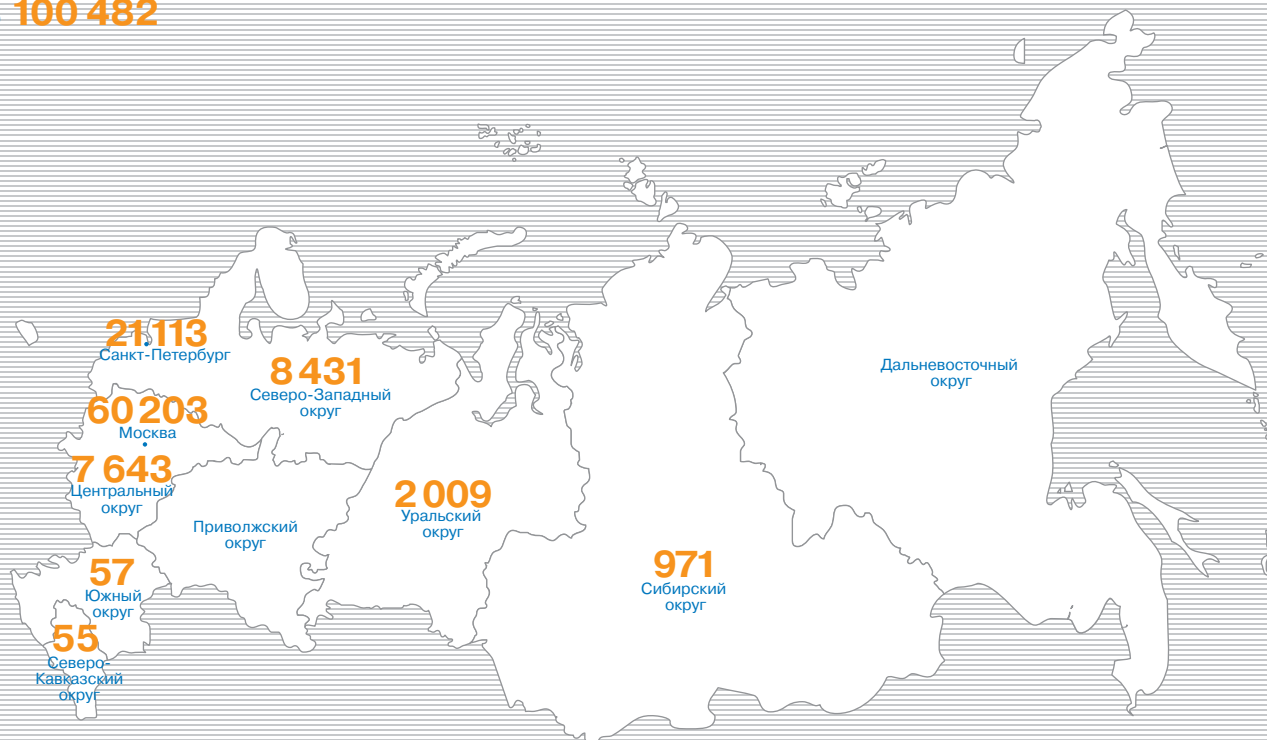 100 482
21 113
Санкт-Петербург
8 431
Северо-Западный
округ
60 203
Москва
7 643
Центральный
округ
Дальневосточный
округ
2 009
Уральский
округ
Приволжский
округ
971
Сибирский
округ
57
Южный
округ
55
Северо-
Кавказский
округ